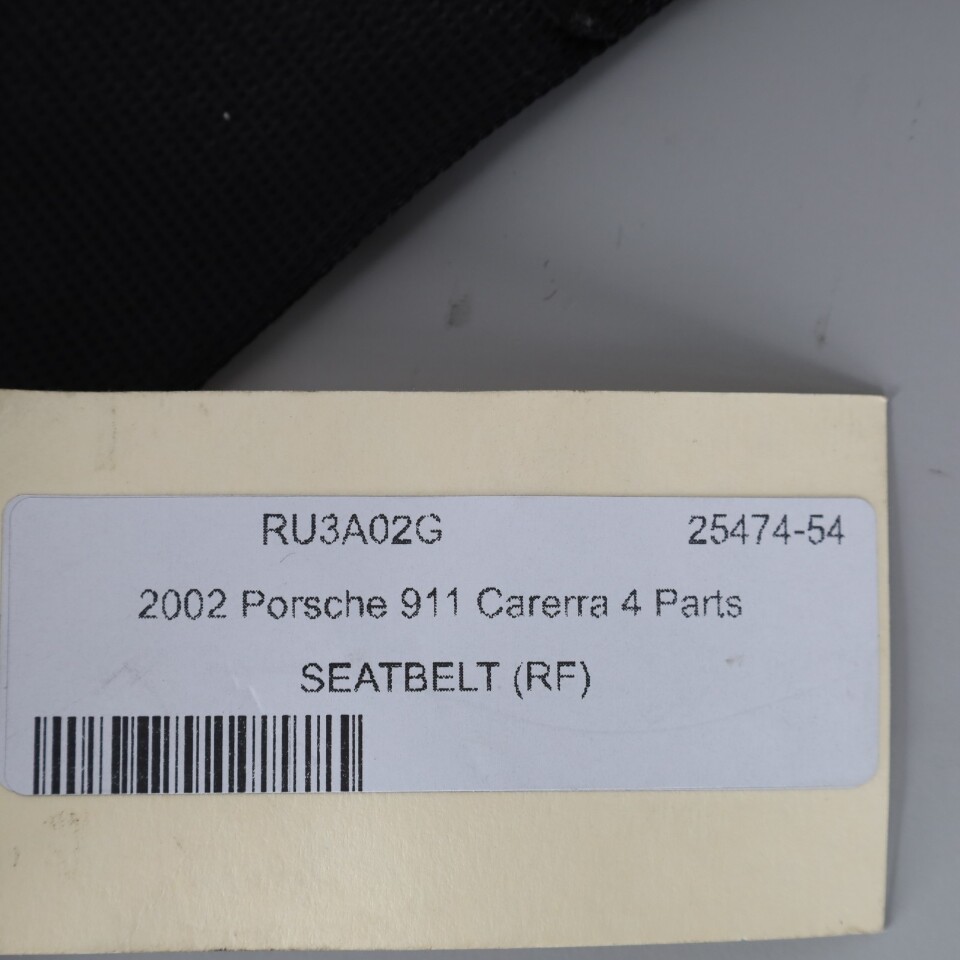 RU3A02G 25474-54
2002 Porsche 911 Carerra 4 Parts
SEATBELT (RF)